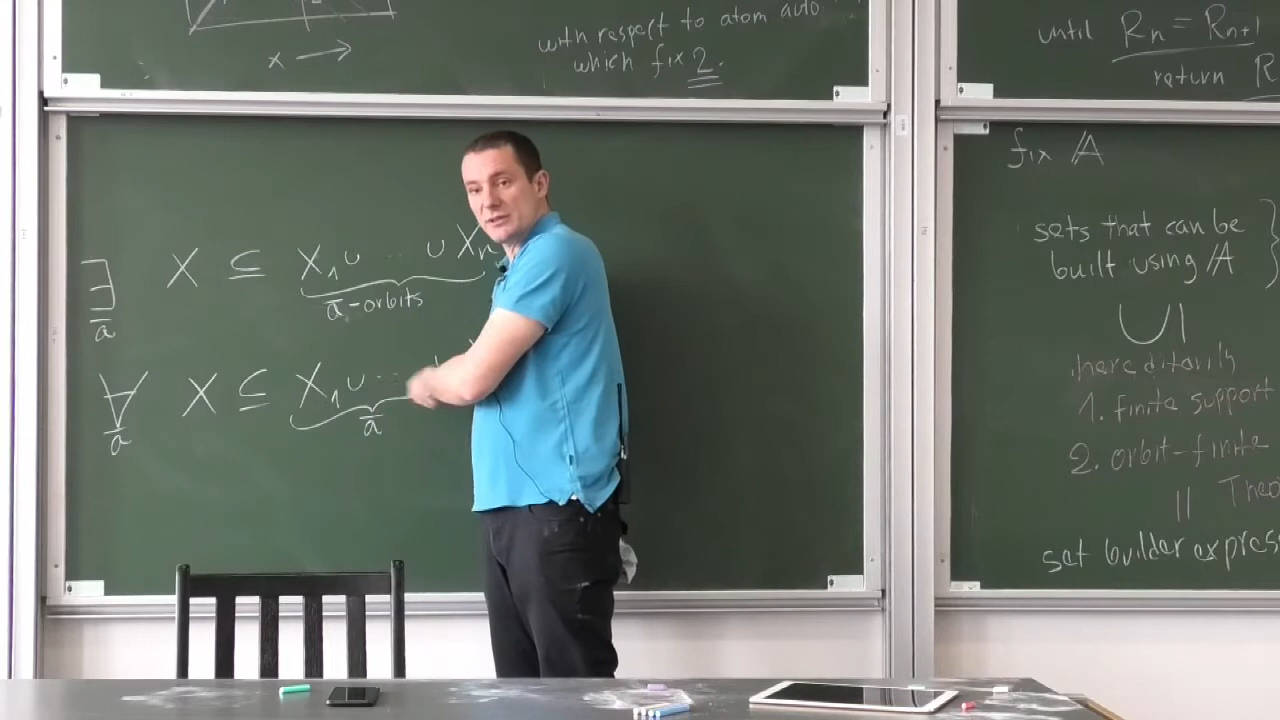 x →
with respect to atom auto
which fix 2.
until Rn = Rn+1
return R
∃ā X ⊆ X₁ ∪ ... ∪ Xn
ā-orbits
∀ā X ⊆ X₁ ∪ ...
ā
fix 𝔸
sets that can be
built using 𝔸
∪|
hereditarily
1. finite support
2. orbit-finite
|| Theo
set builder expres